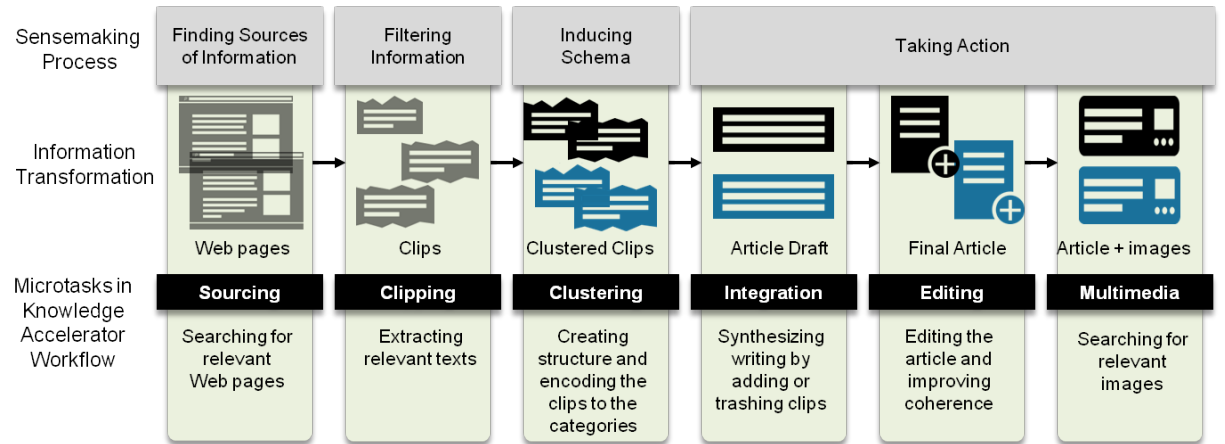 Sensemaking
Process
Finding Sources
of Information
Filtering
Information
Inducing
Schema
Taking Action
Information
Transformation
Web pages
Clips
Clustered Clips
Article Draft
Final Article
Article + images
Microtasks in
Knowledge
Accelerator
Workflow
Sourcing
Clipping
Clustering
Integration
Editing
Multimedia
Searching for
relevant
Web pages
Extracting
relevant texts
Creating
structure and
encoding the
clips to the
categories
Synthesizing
writing by
adding or
trashing clips
Editing the
article and
improving
coherence
Searching for
relevant
images